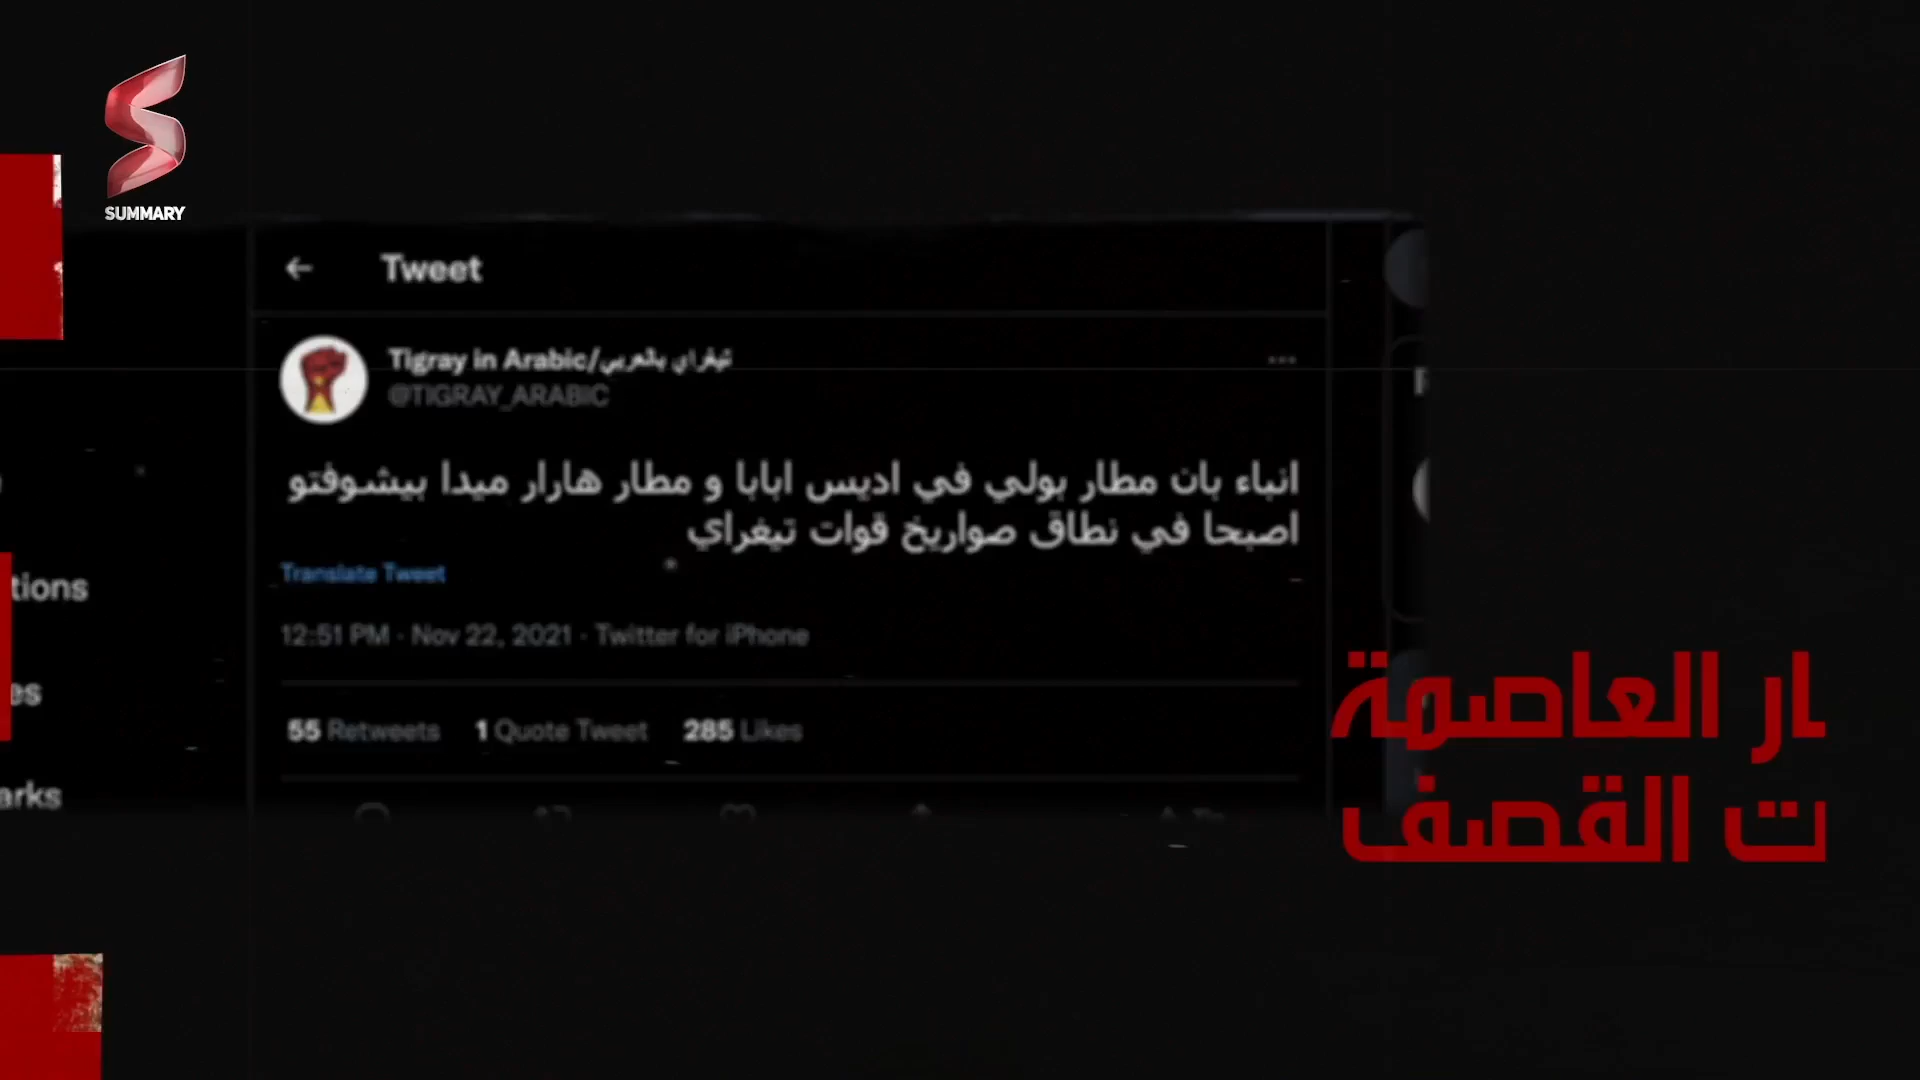 SUMMARY
Tweet
Tigray in Arabic/تيغراي بالعربي
@TIGRAY_ARABIC
انباء بان مطار بولي في اديس ابابا و مطار هارار ميدا بيشوفتو
اصبحا في نطاق صواريخ قوات تيغراي
Translate Tweet
12:51 PM · Nov 22, 2021 · Twitter for iPhone
55 Retweets 1 Quote Tweet 285 Likes
tions
es
arks
ار العاصمة
ت القصف